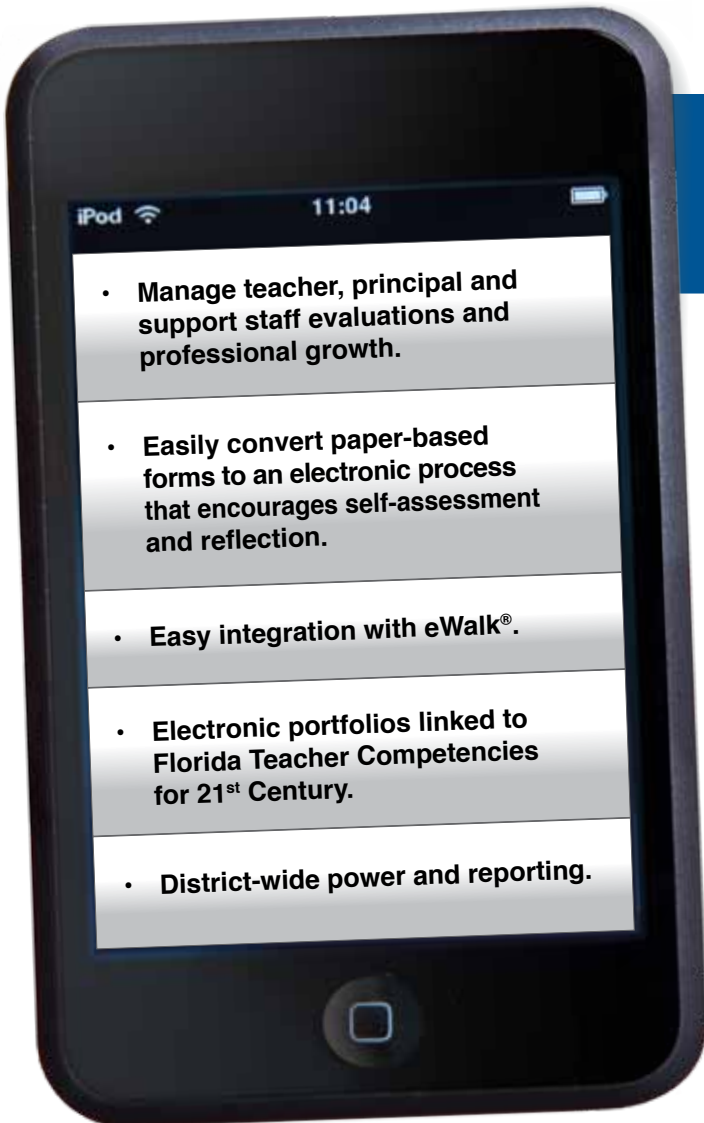 iPod 11:04
• Manage teacher, principal and
support staff evaluations and
professional growth.
• Easily convert paper-based
forms to an electronic process
that encourages self-assessment
and reflection.
• Easy integration with eWalk®.
• Electronic portfolios linked to
Florida Teacher Competencies
for 21st Century.
• District-wide power and reporting.